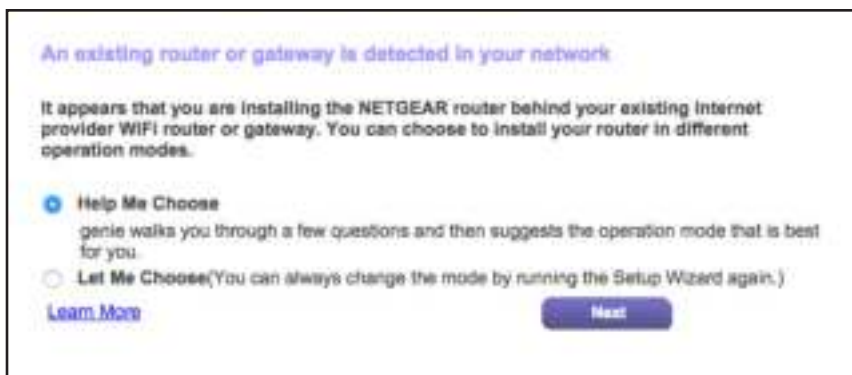 An existing router or gateway is detected in your network
It appears that you are installing the NETGEAR router behind your existing Internet
provider WiFi router or gateway. You can choose to install your router in different
operation modes.
Help Me Choose
genie walks you through a few questions and then suggests the operation mode that is best
for you.
Let Me Choose(You can always change the mode by running the Setup Wizard again.)
Learn More
Next